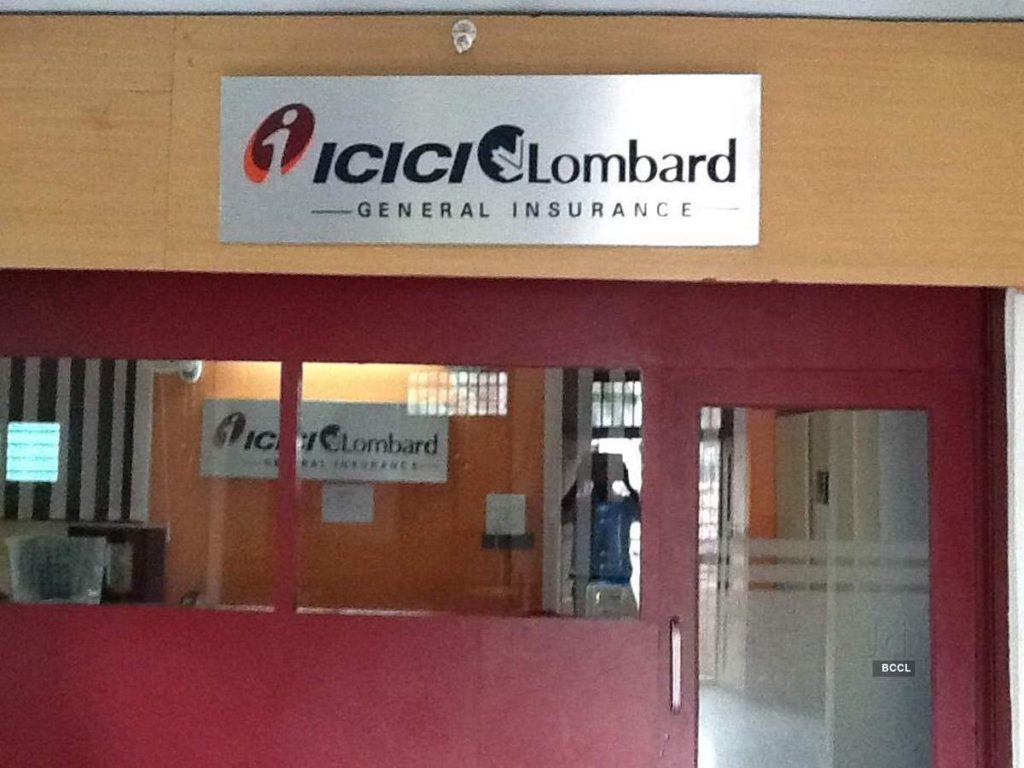 i ICICI Lombard
GENERAL INSURANCE
ICICI Lombard
GENERAL INSURANCE
BCCL